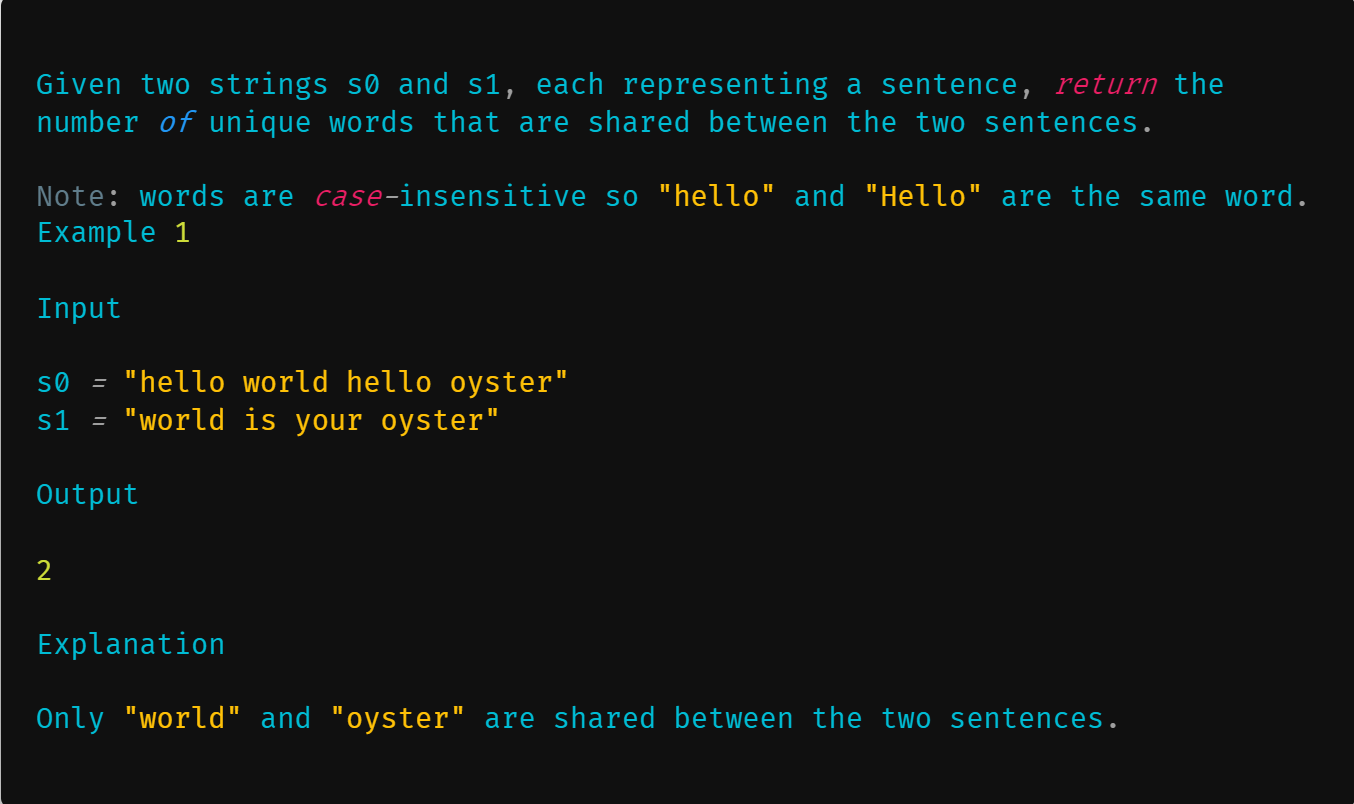 Given two strings s0 and s1, each representing a sentence, return the
number of unique words that are shared between the two sentences.
Note: words are case-insensitive so "hello" and "Hello" are the same word.
Example 1
Input
s0 = "hello world hello oyster"
s1 = "world is your oyster"
Output
2
Explanation
Only "world" and "oyster" are shared between the two sentences.